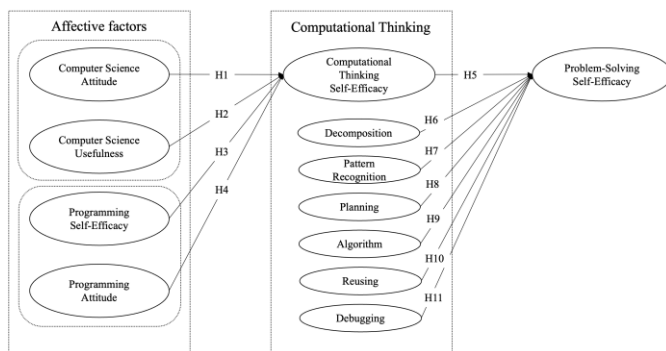 Affective factors
Computational Thinking
Computer Science
Attitude
H1
Computational
Thinking
Self-Efficacy
H5
Problem-Solving
Self-Efficacy
Computer Science
Usefulness
H2
Decomposition
H6
H3
Pattern
Recognition
H7
H4
Planning
H8
Programming
Self-Efficacy
Algorithm
H9
Programming
Attitude
Reusing
H10
Debugging
H11